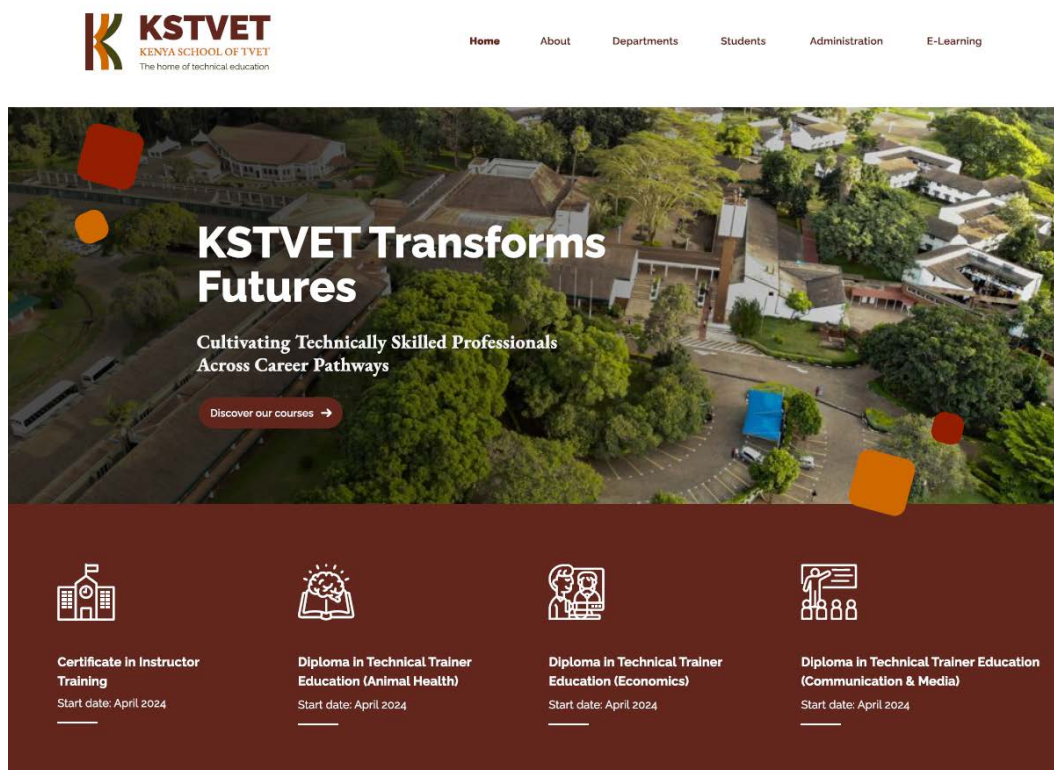 KSTVET
KENYA SCHOOL OF TVET
The home of technical education
Home About Departments Students Administration E-Learning
KSTVET Transforms
Futures
Cultivating Technically Skilled Professionals
Across Career Pathways
Discover our courses →
Certificate in Instructor
Training
Start date: April 2024
Diploma in Technical Trainer
Education (Animal Health)
Start date: April 2024
Diploma in Technical Trainer
Education (Economics)
Start date: April 2024
Diploma in Technical Trainer Education
(Communication & Media)
Start date: April 2024